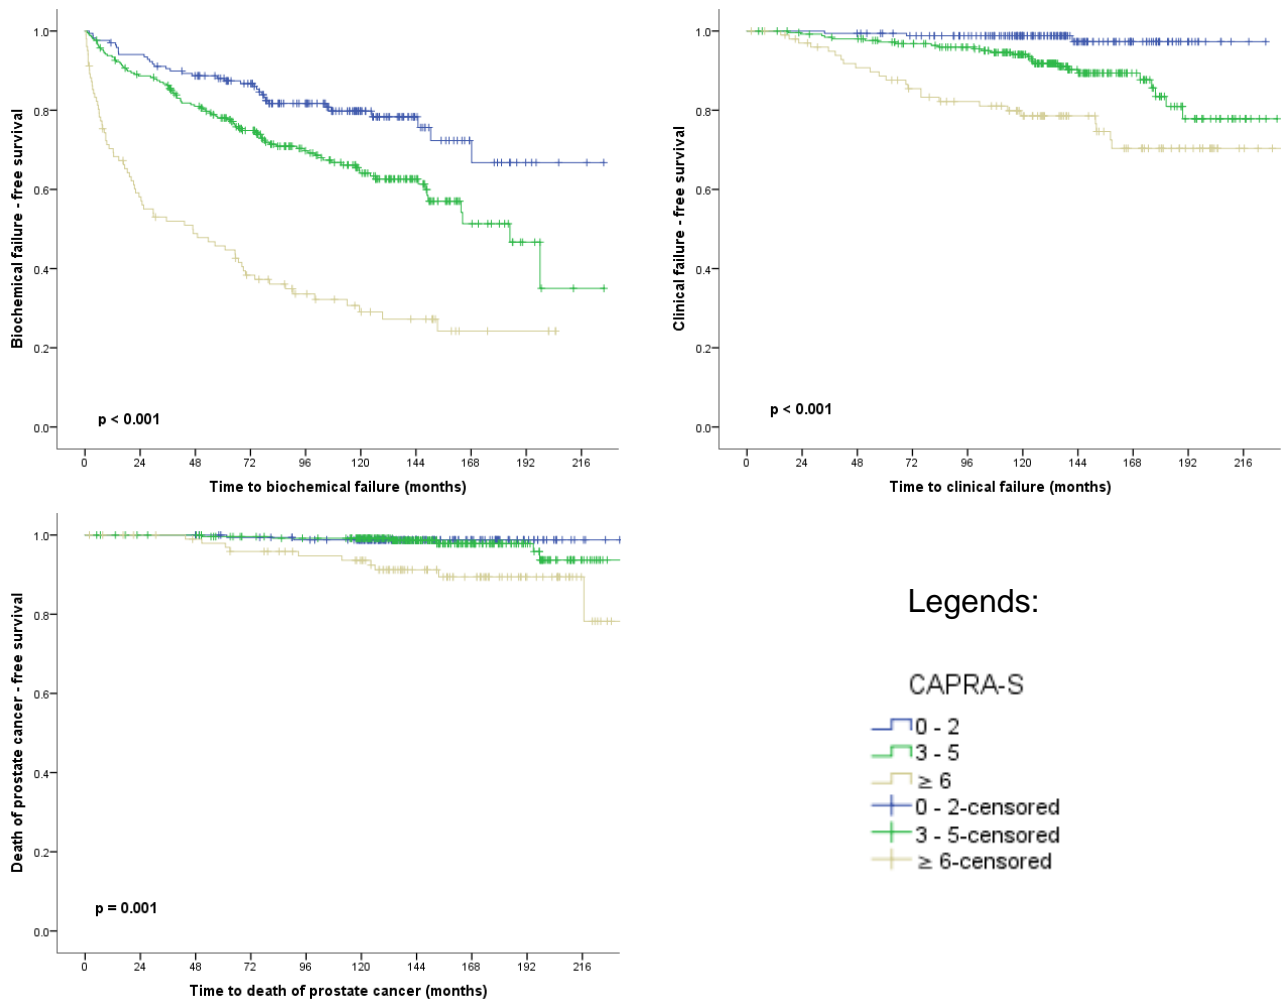 1.0
0.8
0.6
0.4
0.2
0.0
Biochemical failure - free survival
p < 0.001
0 24 48 72 96 120 144 168 192 216
Time to biochemical failure (months)
1.0
0.8
0.6
0.4
0.2
0.0
Clinical failure - free survival
p < 0.001
0 24 48 72 96 120 144 168 192 216
Time to clinical failure (months)
1.0
0.8
0.6
0.4
0.2
0.0
Death of prostate cancer - free survival
p = 0.001
0 24 48 72 96 120 144 168 192 216
Time to death of prostate cancer (months)
Legends:
CAPRA-S
0 - 2
3 - 5
≥ 6
0 - 2-censored
3 - 5-censored
≥ 6-censored